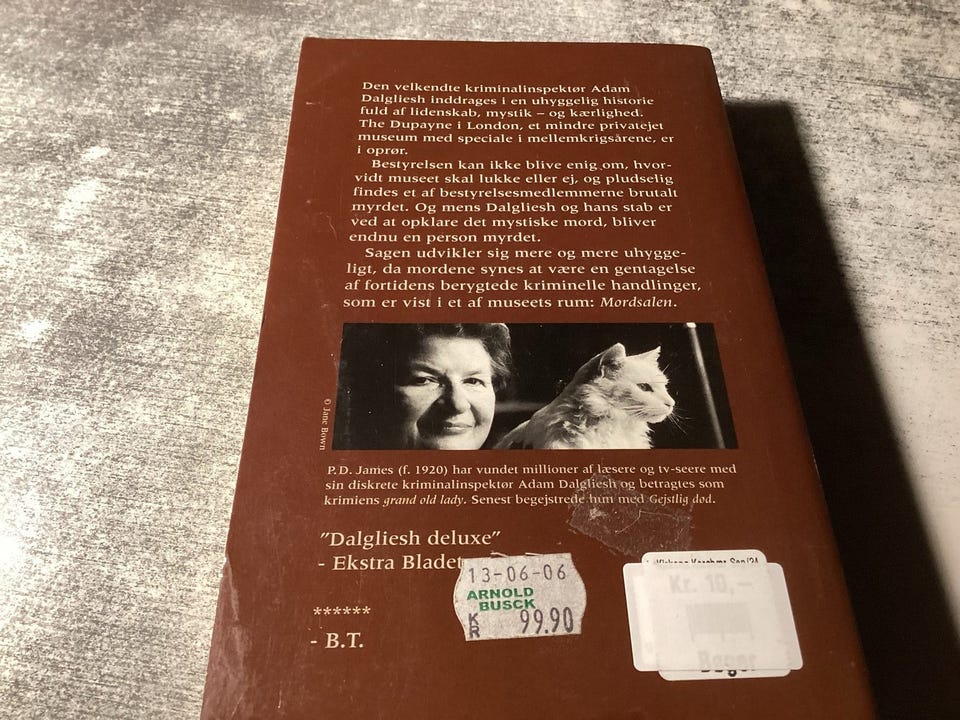 Den velkendte kriminalinspektør Adam
Dalgliesh inddrages i en uhyggelig historie
fuld af lidenskab, mystik – og kærlighed.
The Dupayne i London, et mindre privatejet
museum med speciale i mellemkrigsårene, er
i oprør.
Bestyrelsen kan ikke blive enig om, hvor-
vidt museet skal lukke eller ej, og pludselig
findes et af bestyrelsesmedlemmerne brutalt
myrdet. Og mens Dalgliesh og hans stab er
ved at opklare det mystiske mord, bliver
endnu en person myrdet.
Sagen udvikler sig mere og mere uhygge-
ligt, da mordene synes at være en gentagelse
af fortidens berygtede kriminelle handlinger,
som er vist i et af museets rum: Mordsalen.
© Jane Bown
P.D. James (f. 1920) har vundet millioner af læsere og tv-seere med
sin diskrete kriminalinspektør Adam Dalgliesh og betragtes som
krimiens grand old lady. Senest begejstrede hun med Gejstlig død.
"Dalgliesh deluxe"
- Ekstra Bladet
******
- B.T.
13-06-06
ARNOLD
BUSCK
KR 99.90
Kr. 10,–
Bøger